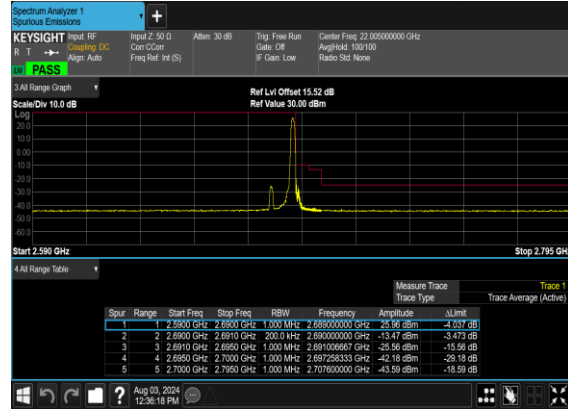 Spectrum Analyzer 1
Spurious Emissions
KEYSIGHT Input: RF Input Z: 50 Ω Atten: 30 dB Trig: Free Run Center Freq: 22.005000000 GHz
R T Coupling: DC Corr CCorr Gate: Off Avg|Hold: 100/100
Align: Auto Freq Ref: Int (S) IF Gain: Low Radio Std: None
PASS
3 All Range Graph
Ref Lvl Offset 15.52 dB
Scale/Div 10.0 dB Ref Value 30.00 dBm
Log
20.0
10.0
0.00
-10.0
-20.0
-30.0
-40.0
-50.0
-60.0
Start 2.590 GHz Stop 2.795 GHz
4 All Range Table
Measure Trace Trace 1
Trace Type Trace Average (Active)
Spur Range Start Freq Stop Freq RBW Frequency Amplitude ΔLimit
1 1 2.5900 GHz 2.6900 GHz 1.000 MHz 2.689000000 GHz 25.96 dBm -4.037 dB
2 2 2.6900 GHz 2.6910 GHz 200.0 kHz 2.690000000 GHz -13.47 dBm -3.473 dB
3 3 2.6910 GHz 2.6950 GHz 1.000 MHz 2.691006667 GHz -25.56 dBm -15.56 dB
4 4 2.6950 GHz 2.7000 GHz 1.000 MHz 2.697258333 GHz -42.18 dBm -29.18 dB
5 5 2.7000 GHz 2.7950 GHz 1.000 MHz 2.707600000 GHz -43.59 dBm -18.59 dB
Aug 03, 2024
12:36:18 PM